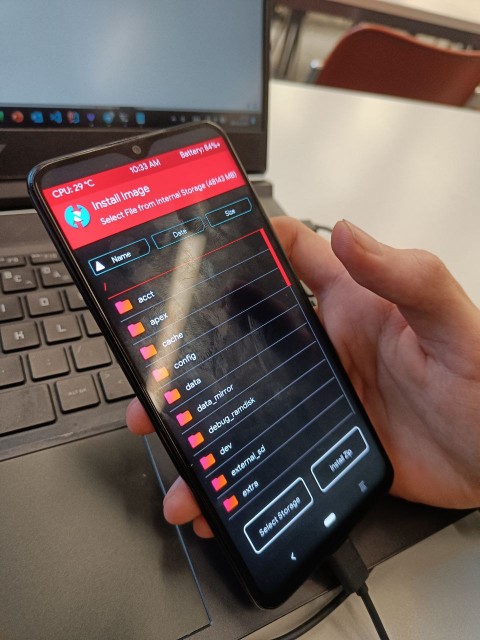 CPU: 29 °C 10:33 AM Battery: 84%+
Install Image
Select File from Internal Storage (48143 MB)
Name Date Size
/
acct
apex
cache
config
data
data_mirror
debug_ramdisk
dev
external_sd
extra
Select Storage Install Zip